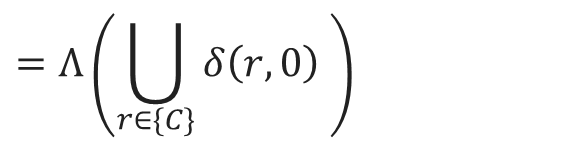 = Λ(⋃_{r∈{C}} δ(r, 0))